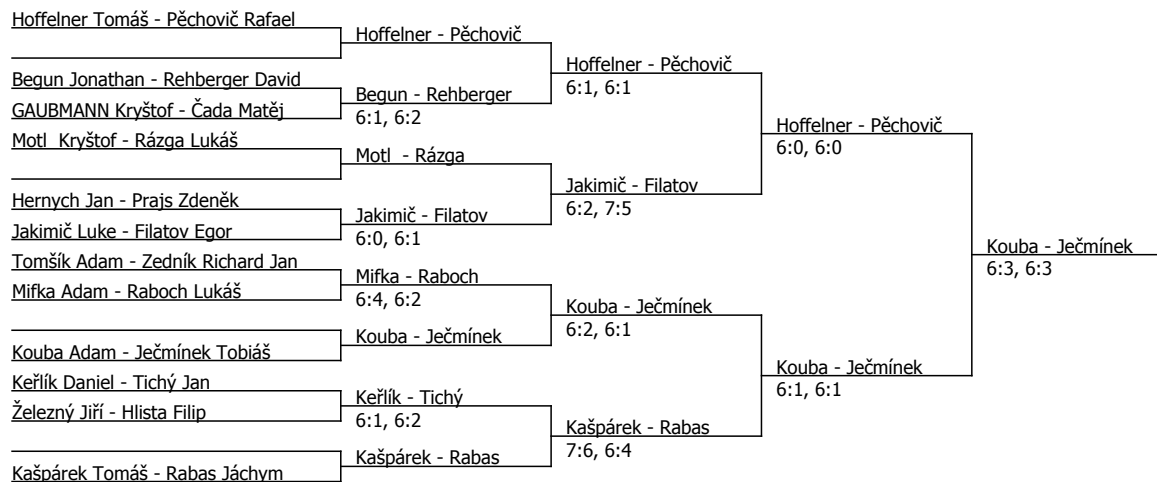 Hoffelner Tomáš - Pěchovič Rafael
Begun Jonathan - Rehberger David
GAUBMANN Kryštof - Čada Matěj
Motl  Kryštof - Rázga Lukáš
Hernych Jan - Prajs Zdeněk
Jakimič Luke - Filatov Egor
Tomšík Adam - Zedník Richard Jan
Mifka Adam - Raboch Lukáš
Kouba Adam - Ječmínek Tobiáš
Keřlík Daniel - Tichý Jan
Železný Jiří - Hlista Filip
Kašpárek Tomáš - Rabas Jáchym
Hoffelner - Pěchovič
Begun - Rehberger
6:1, 6:2
Motl  - Rázga
Jakimič - Filatov
6:0, 6:1
Mifka - Raboch
6:4, 6:2
Kouba - Ječmínek
Keřlík - Tichý
6:1, 6:2
Kašpárek - Rabas
Hoffelner - Pěchovič
6:1, 6:1
Jakimič - Filatov
6:2, 7:5
Kouba - Ječmínek
6:2, 6:1
Kašpárek - Rabas
7:6, 6:4
Hoffelner - Pěchovič
6:0, 6:0
Kouba - Ječmínek
6:1, 6:1
Kouba - Ječmínek
6:3, 6:3